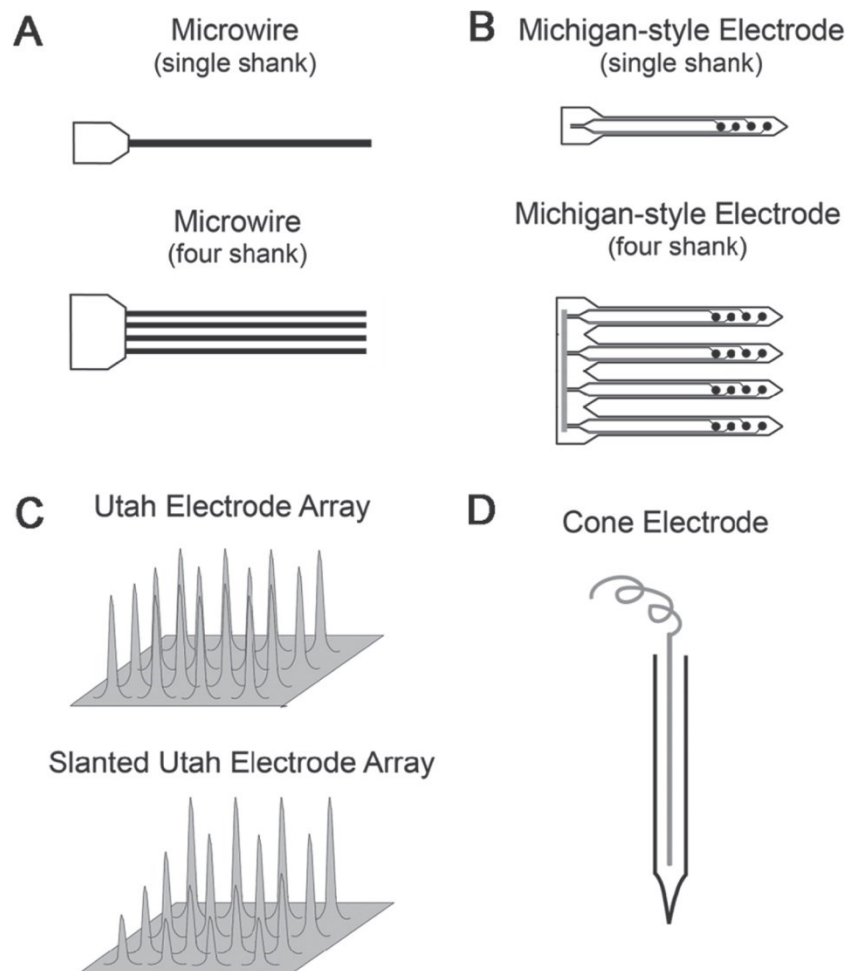 A
Microwire
(single shank)
Microwire
(four shank)
B
Michigan-style Electrode
(single shank)
Michigan-style Electrode
(four shank)
C
Utah Electrode Array
Slanted Utah Electrode Array
D
Cone Electrode